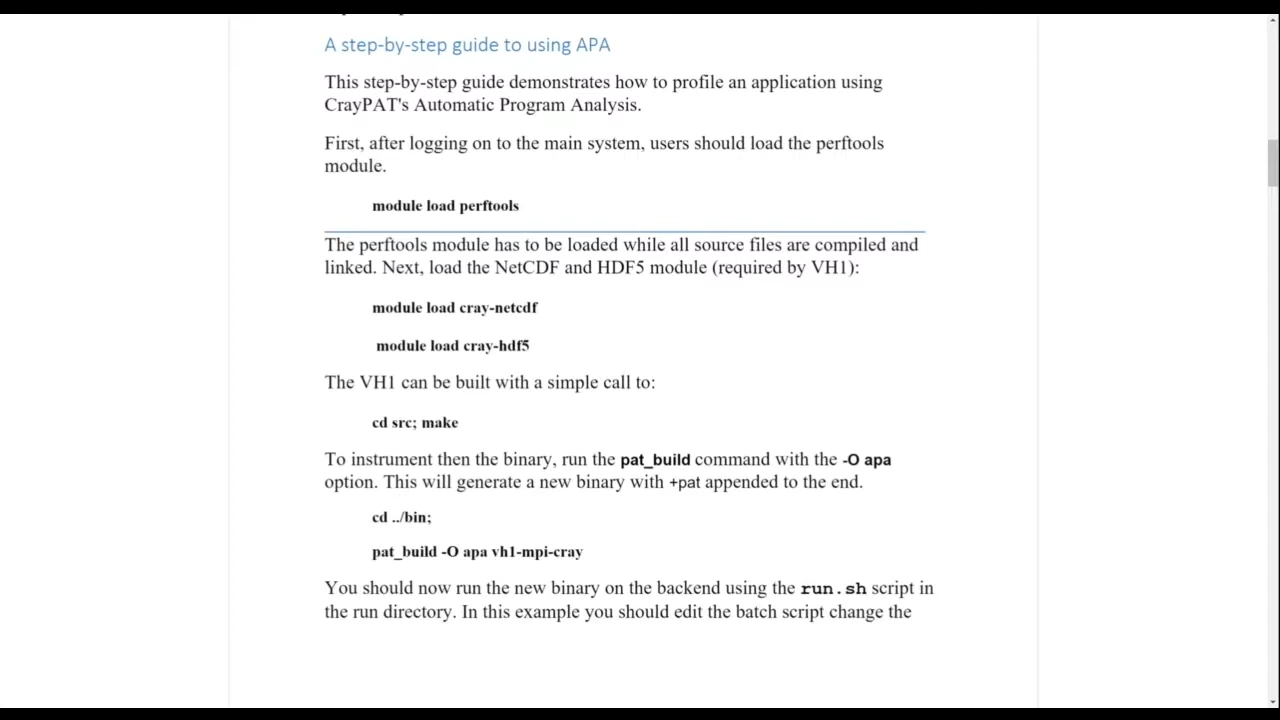 A step-by-step guide to using APA
This step-by-step guide demonstrates how to profile an application using
CrayPAT's Automatic Program Analysis.
First, after logging on to the main system, users should load the perftools
module.
module load perftools
The perftools module has to be loaded while all source files are compiled and
linked. Next, load the NetCDF and HDF5 module (required by VH1):
module load cray-netcdf
module load cray-hdf5
The VH1 can be built with a simple call to:
cd src; make
To instrument then the binary, run the pat_build command with the -O apa
option. This will generate a new binary with +pat appended to the end.
cd ../bin;
pat_build -O apa vh1-mpi-cray
You should now run the new binary on the backend using the run.sh script in
the run directory. In this example you should edit the batch script change the